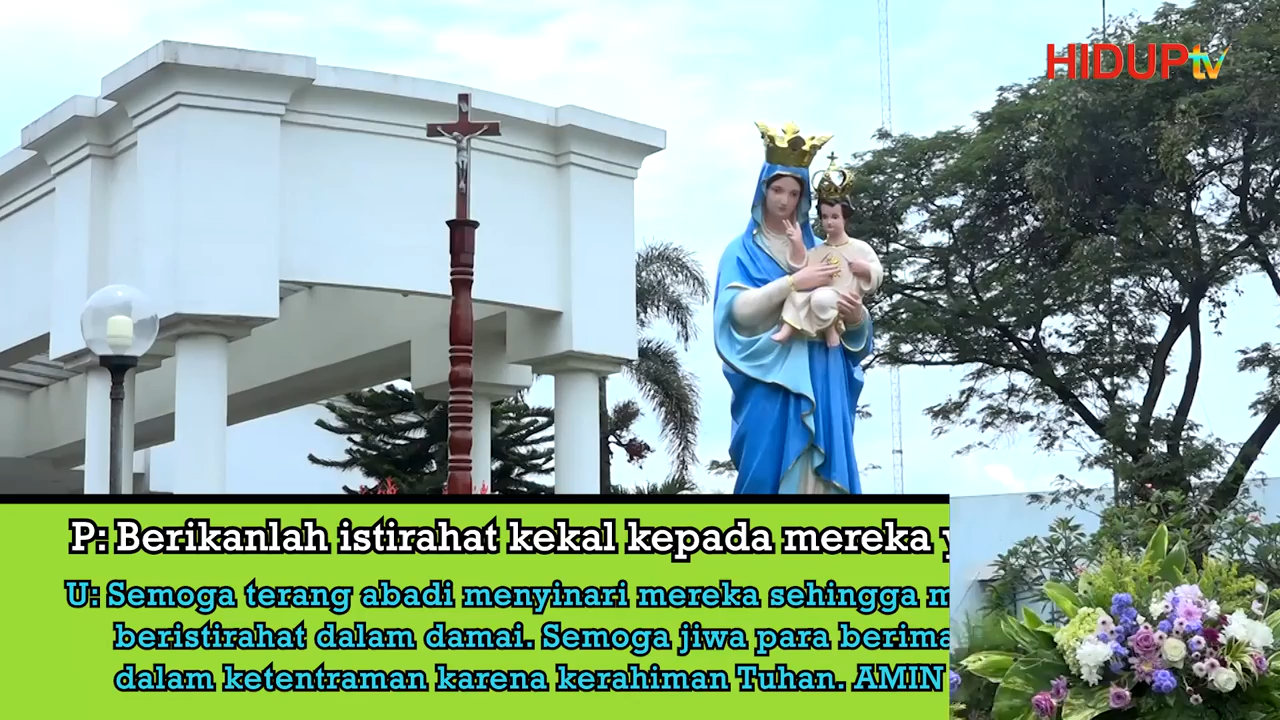 HIDUPtv
P: Berikanlah istirahat kekal kepada mereka
U: Semoga terang abadi menyinari mereka sehingga
beristirahat dalam damai. Semoga jiwa para
dalam ketentraman karena kerahiman Tuhan. AMIN